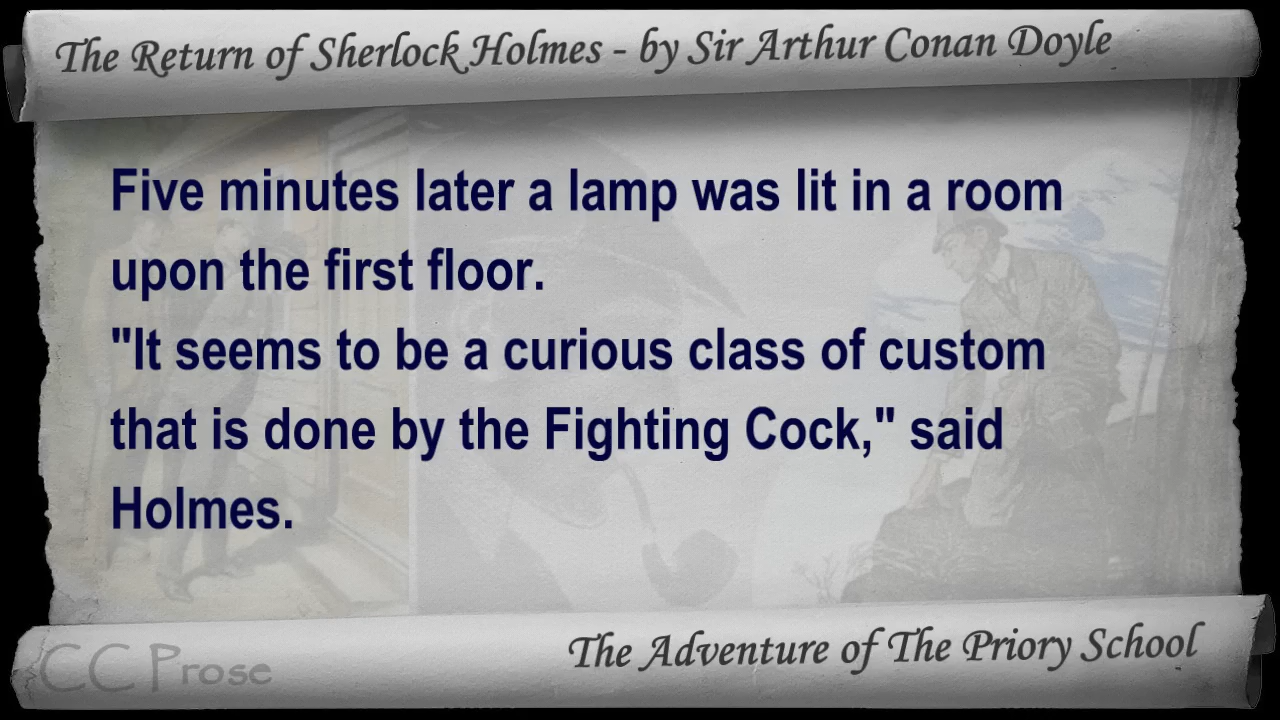 The Return of Sherlock Holmes - by Sir Arthur Conan Doyle
Five minutes later a lamp was lit in a room
upon the first floor.
"It seems to be a curious class of custom
that is done by the Fighting Cock," said
Holmes.
CC Prose
The Adventure of The Priory School